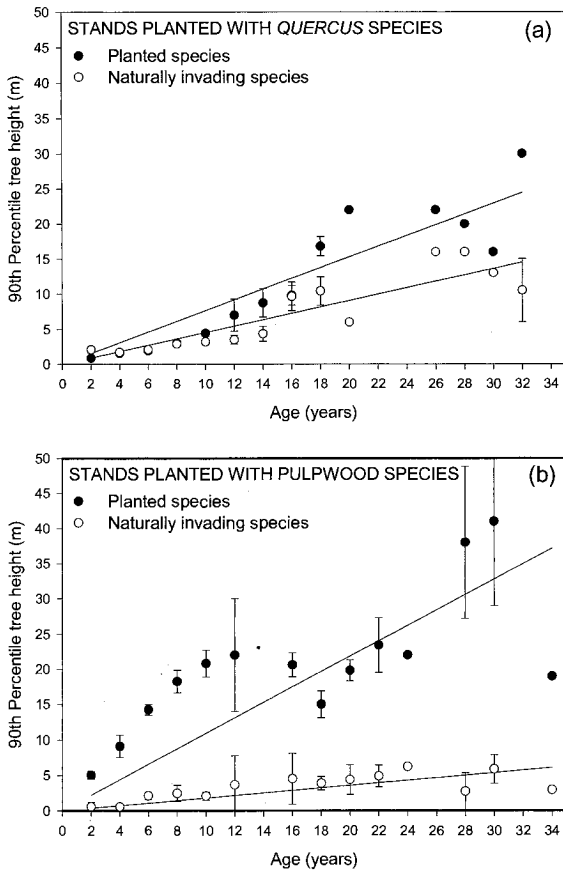 STANDS PLANTED WITH QUERCUS SPECIES (a)
Planted species
Naturally invading species
90th Percentile tree height (m)
50
45
40
35
30
25
20
15
10
5
0
0 2 4 6 8 10 12 14 16 18 20 22 24 26 28 30 32 34
Age (years)
STANDS PLANTED WITH PULPWOOD SPECIES (b)
Planted species
Naturally invading species
90th Percentile tree height (m)
50
45
40
35
30
25
20
15
10
5
0
0 2 4 6 8 10 12 14 16 18 20 22 24 26 28 30 32 34
Age (years)